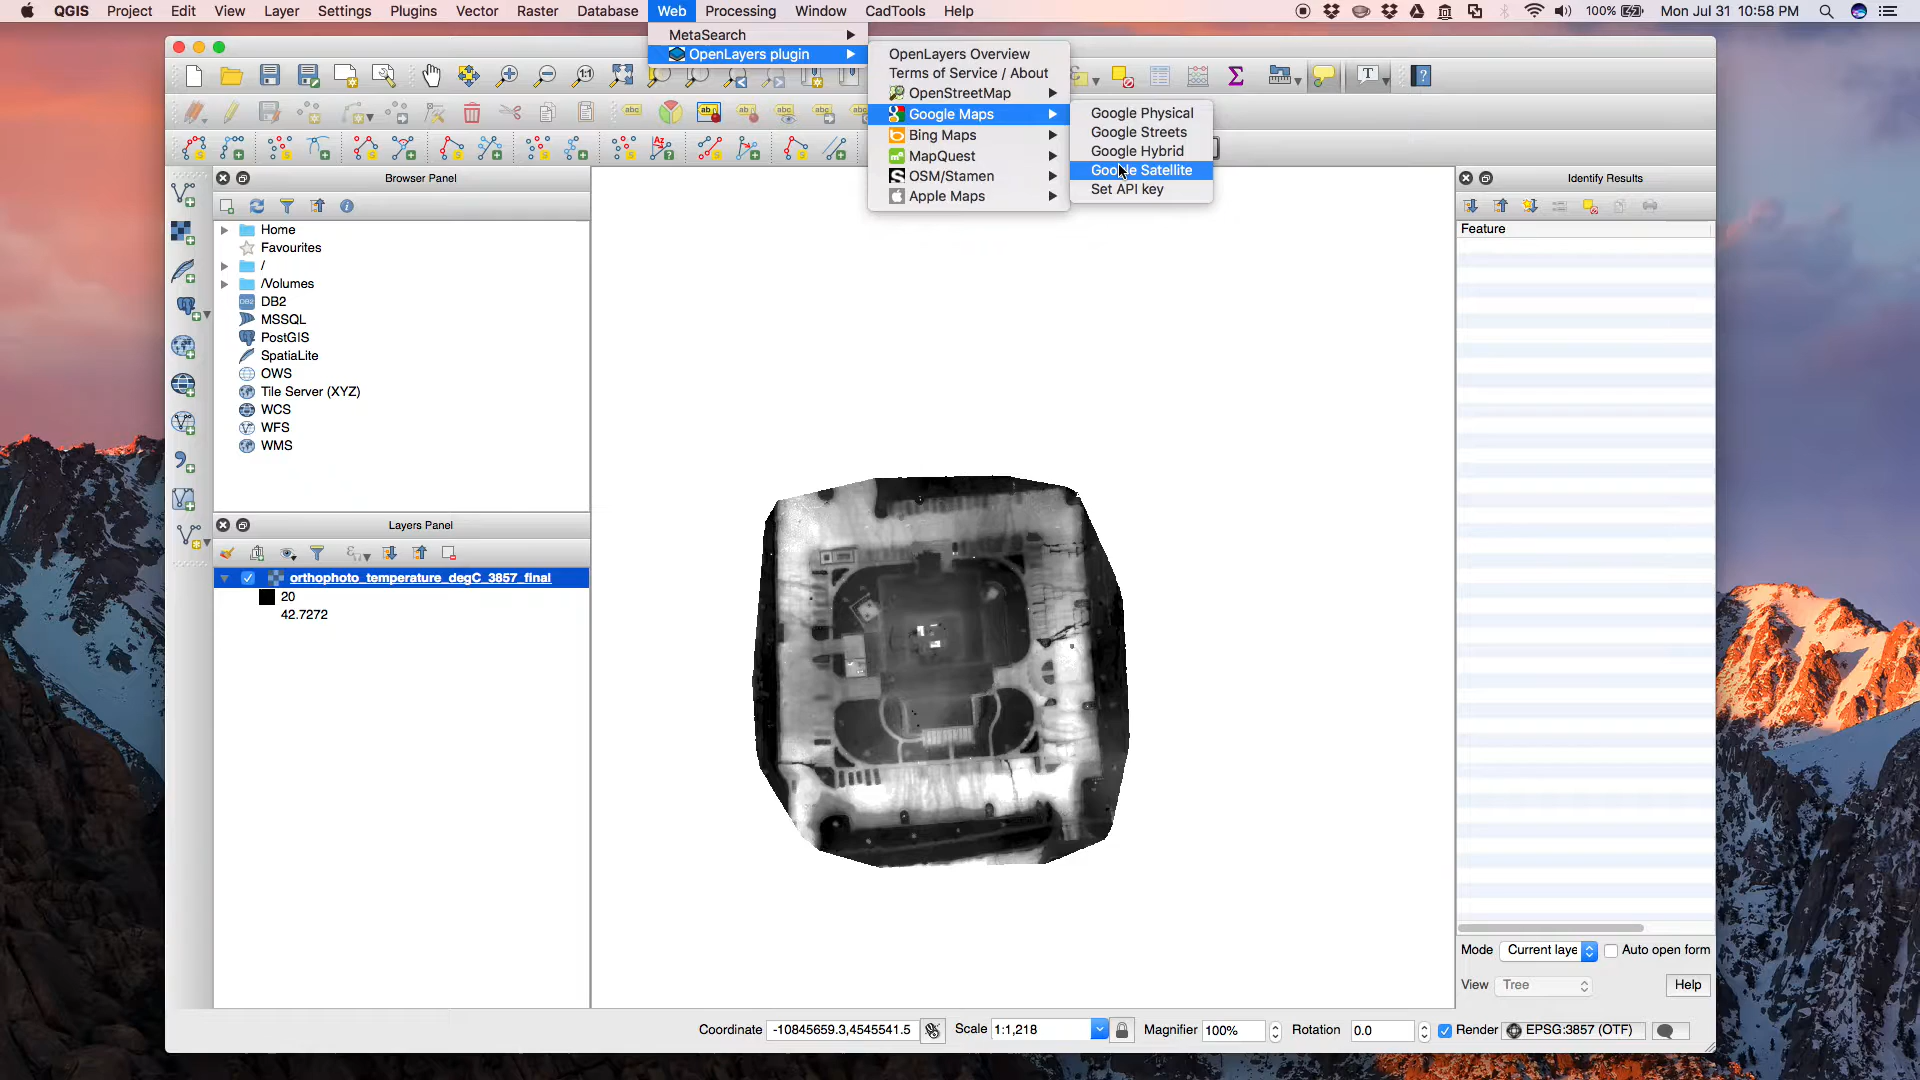 QGIS Project Edit View Layer Settings Plugins Vector Raster Database Web Processing Window CadTools Help 100% Mon Jul 31 10:58 PM
MetaSearch
OpenLayers plugin
OpenLayers Overview
Terms of Service / About
OpenStreetMap
Google Maps
Bing Maps
MapQuest
OSM/Stamen
Apple Maps
Google Physical
Google Streets
Google Hybrid
Google Satellite
Set API key
Browser Panel
Home
Favourites
/
/Volumes
DB2
MSSQL
PostGIS
SpatiaLite
OWS
Tile Server (XYZ)
WCS
WFS
WMS
Layers Panel
orthophoto_temperature_degC_3857_final
20
42.7272
Identify Results
Feature
Mode Current laye Auto open form
View Tree Help
Coordinate -10845659.3,4545541.5 Scale 1:1,218 Magnifier 100% Rotation 0.0 Render EPSG:3857 (OTF)